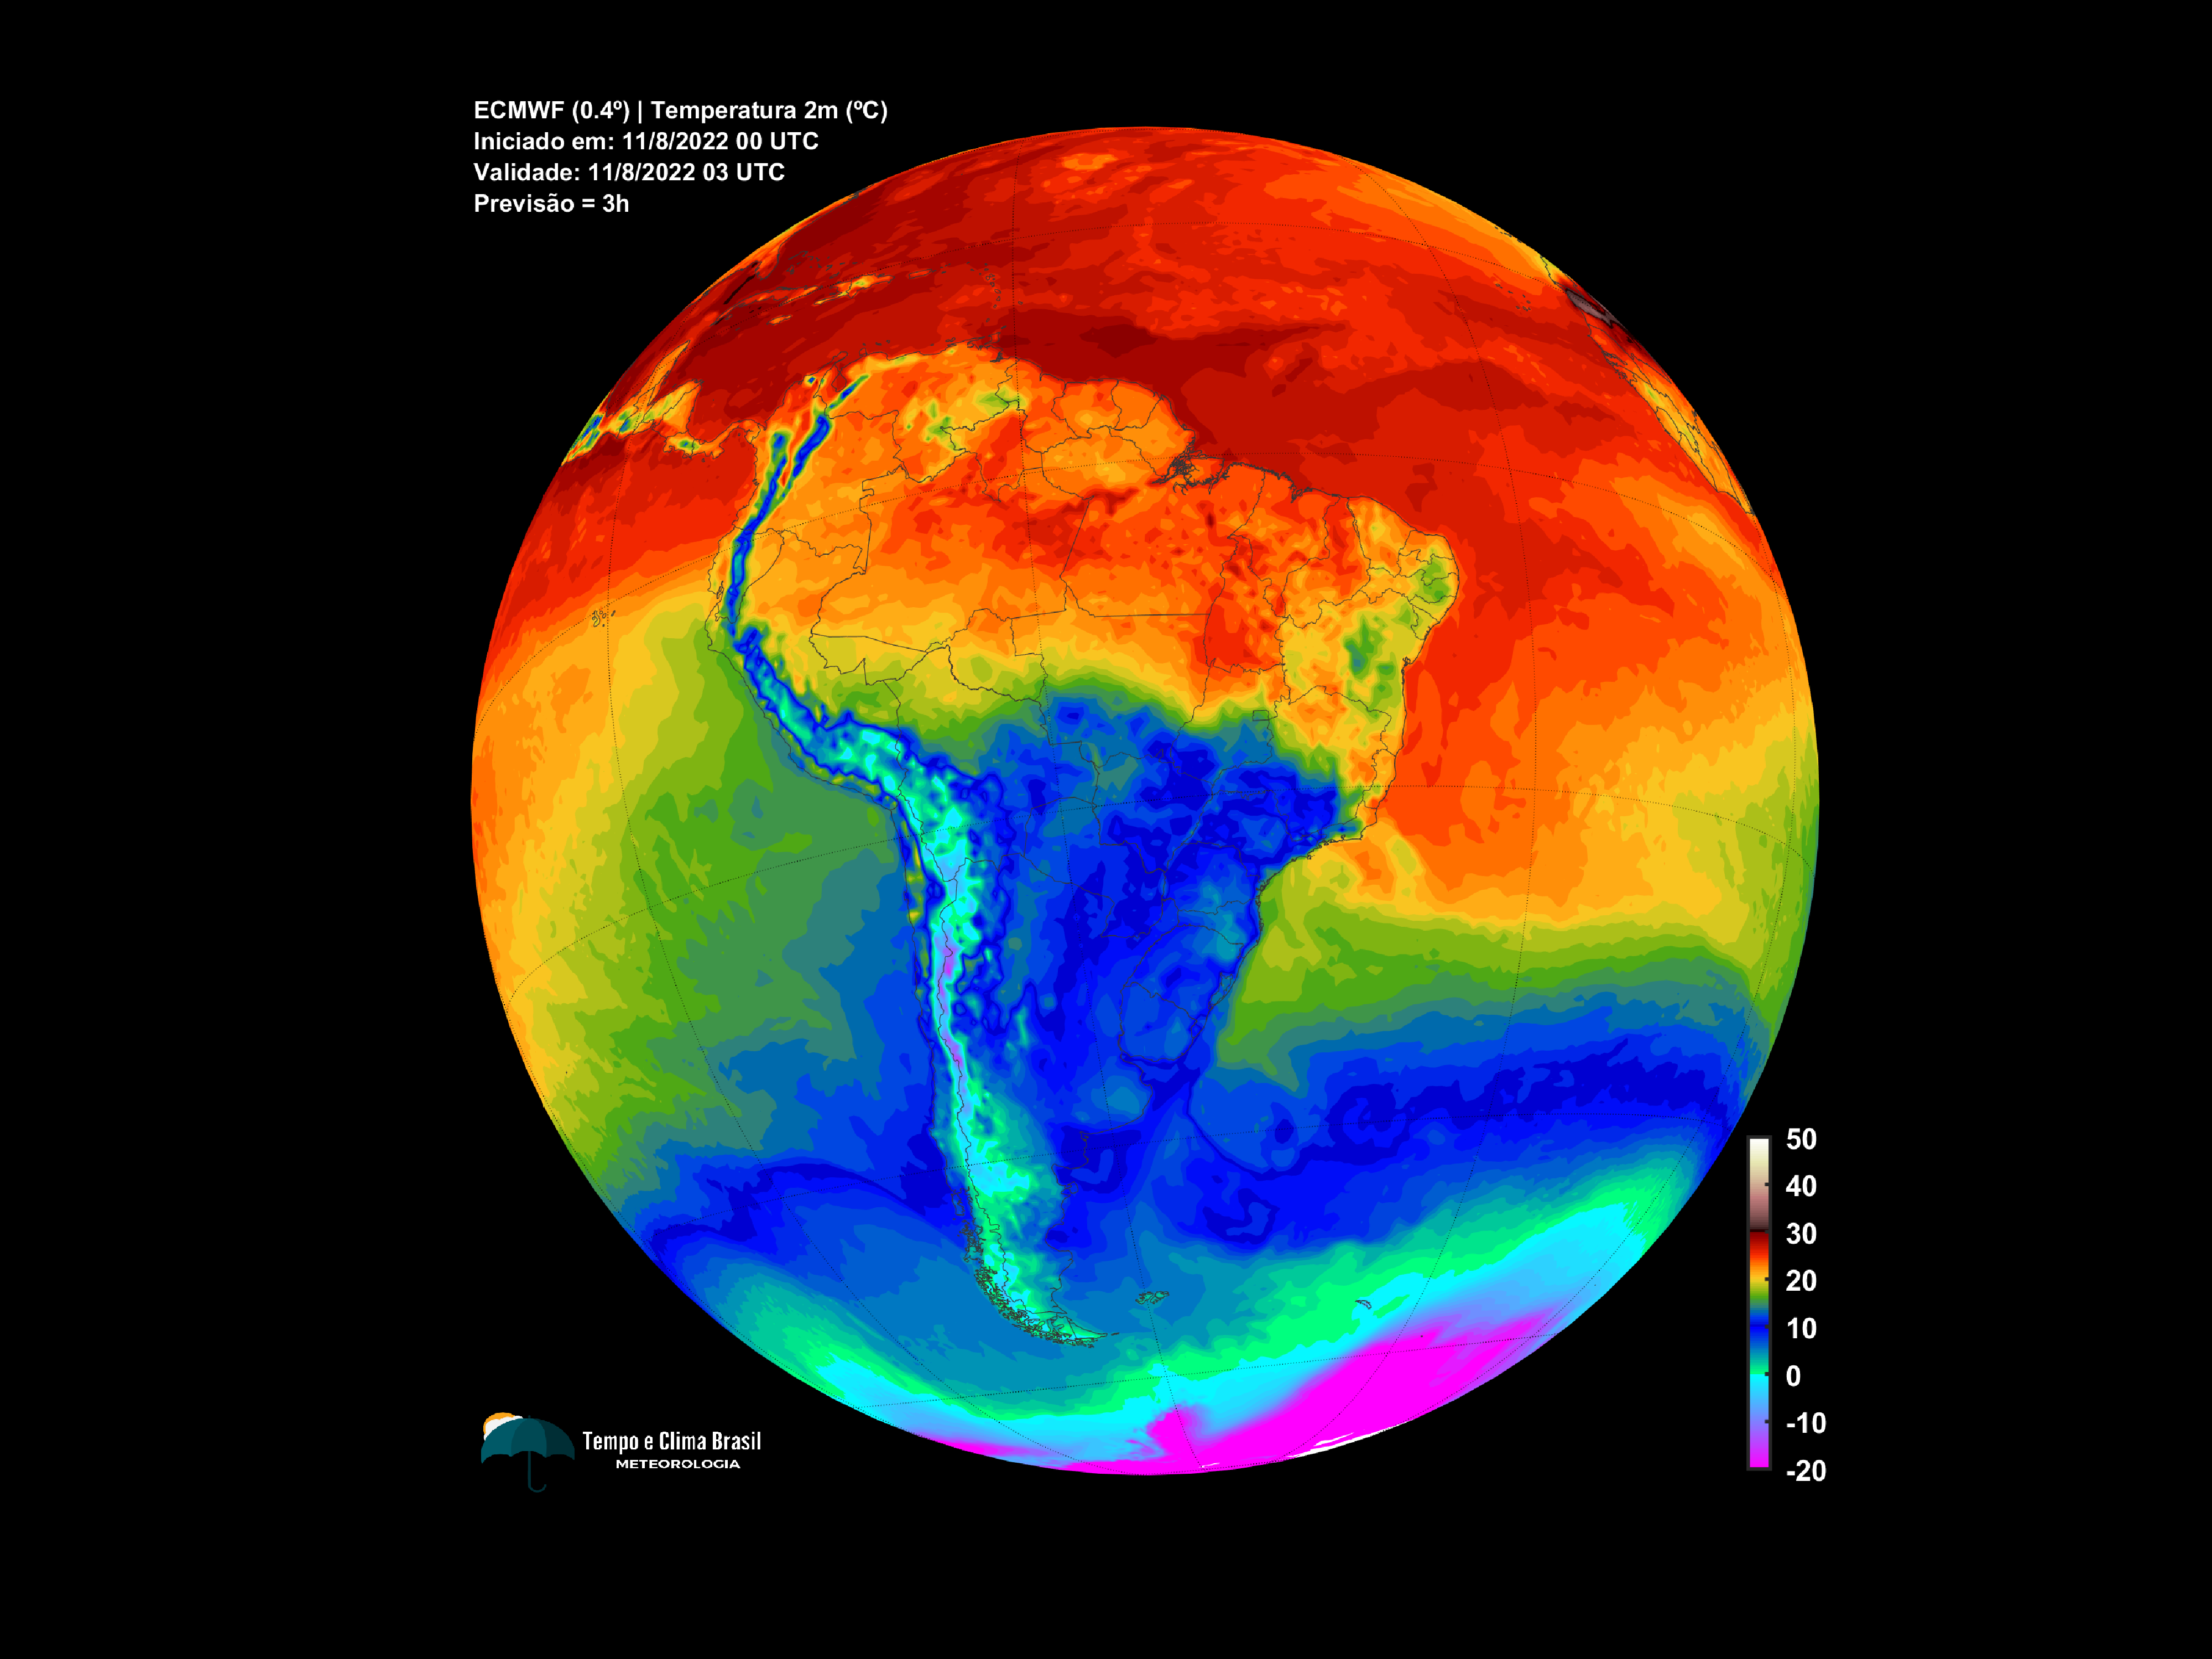 ECMWF (0.4º) | Temperatura 2m (ºC)
Iniciado em: 11/8/2022 00 UTC
Validade: 11/8/2022 03 UTC
Previsão = 3h
50
40
30
20
10
0
-10
-20
Tempo e Clima Brasil
METEOROLOGIA